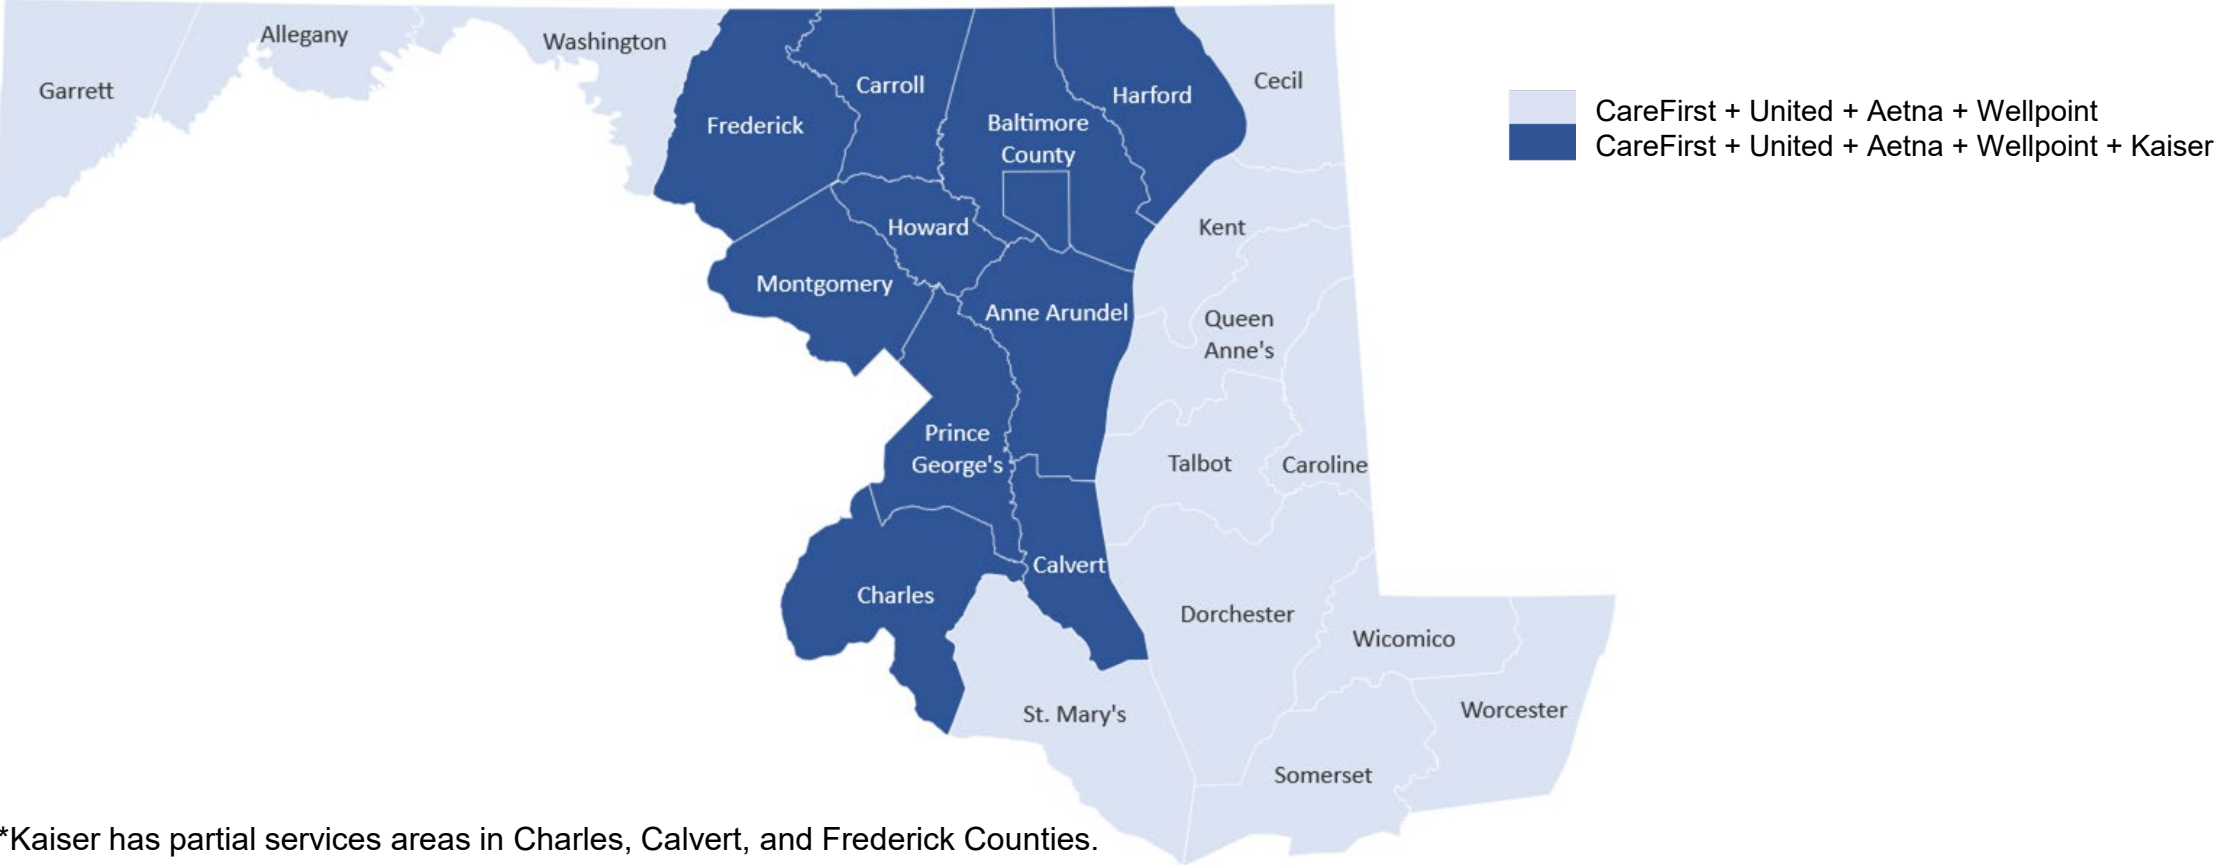 Allegany
Washington
Garrett
Carroll
Harford
Cecil
Frederick
Baltimore
County
CareFirst + United + Aetna + Wellpoint
CareFirst + United + Aetna + Wellpoint + Kaiser
Howard
Kent
Montgomery
Anne Arundel
Queen
Anne's
Prince
George's
Talbot
Caroline
Calvert
Charles
Dorchester
Wicomico
St. Mary's
Worcester
Somerset
*Kaiser has partial services areas in Charles, Calvert, and Frederick Counties.